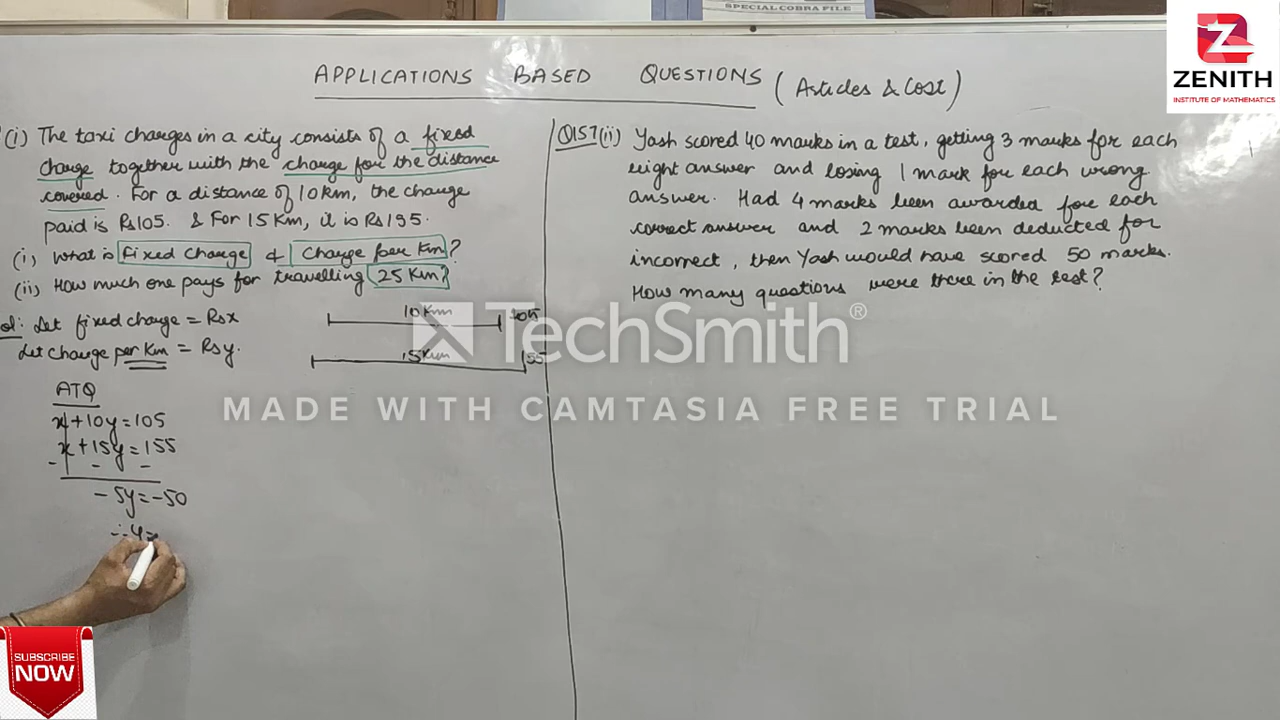 SPECIAL COBRA FILE
ZENITH
INSTITUTE OF MATHEMATICS
APPLICATIONS BASED QUESTIONS (Articles & Cost)
(i) The taxi charges in a city consists of a fixed
charge together with the charge for the distance
covered. For a distance of 10 km, the charge
paid is Rs105. & For 15 Km, it is Rs195.
(i) What is Fixed Charge & Charge per Km?
(ii) How much one pays for travelling 25 Km?
Sol: Let fixed charge = Rsx
Let charge per Km = Rsy.
10 Km 105
15 Km 155
ATQ
x+10y=105
x+15y=155
- - -
-5y=-50
∴y=
Q157(ii) Yash scored 40 marks in a test, getting 3 marks for each
right answer and losing 1 mark for each wrong
answer. Had 4 marks been awarded for each
correct answer and 2 marks been deducted for
incorrect, then Yash would have scored 50 marks.
How many questions were there in the test?
TechSmith®
MADE WITH CAMTASIA FREE TRIAL
SUBSCRIBE
NOW